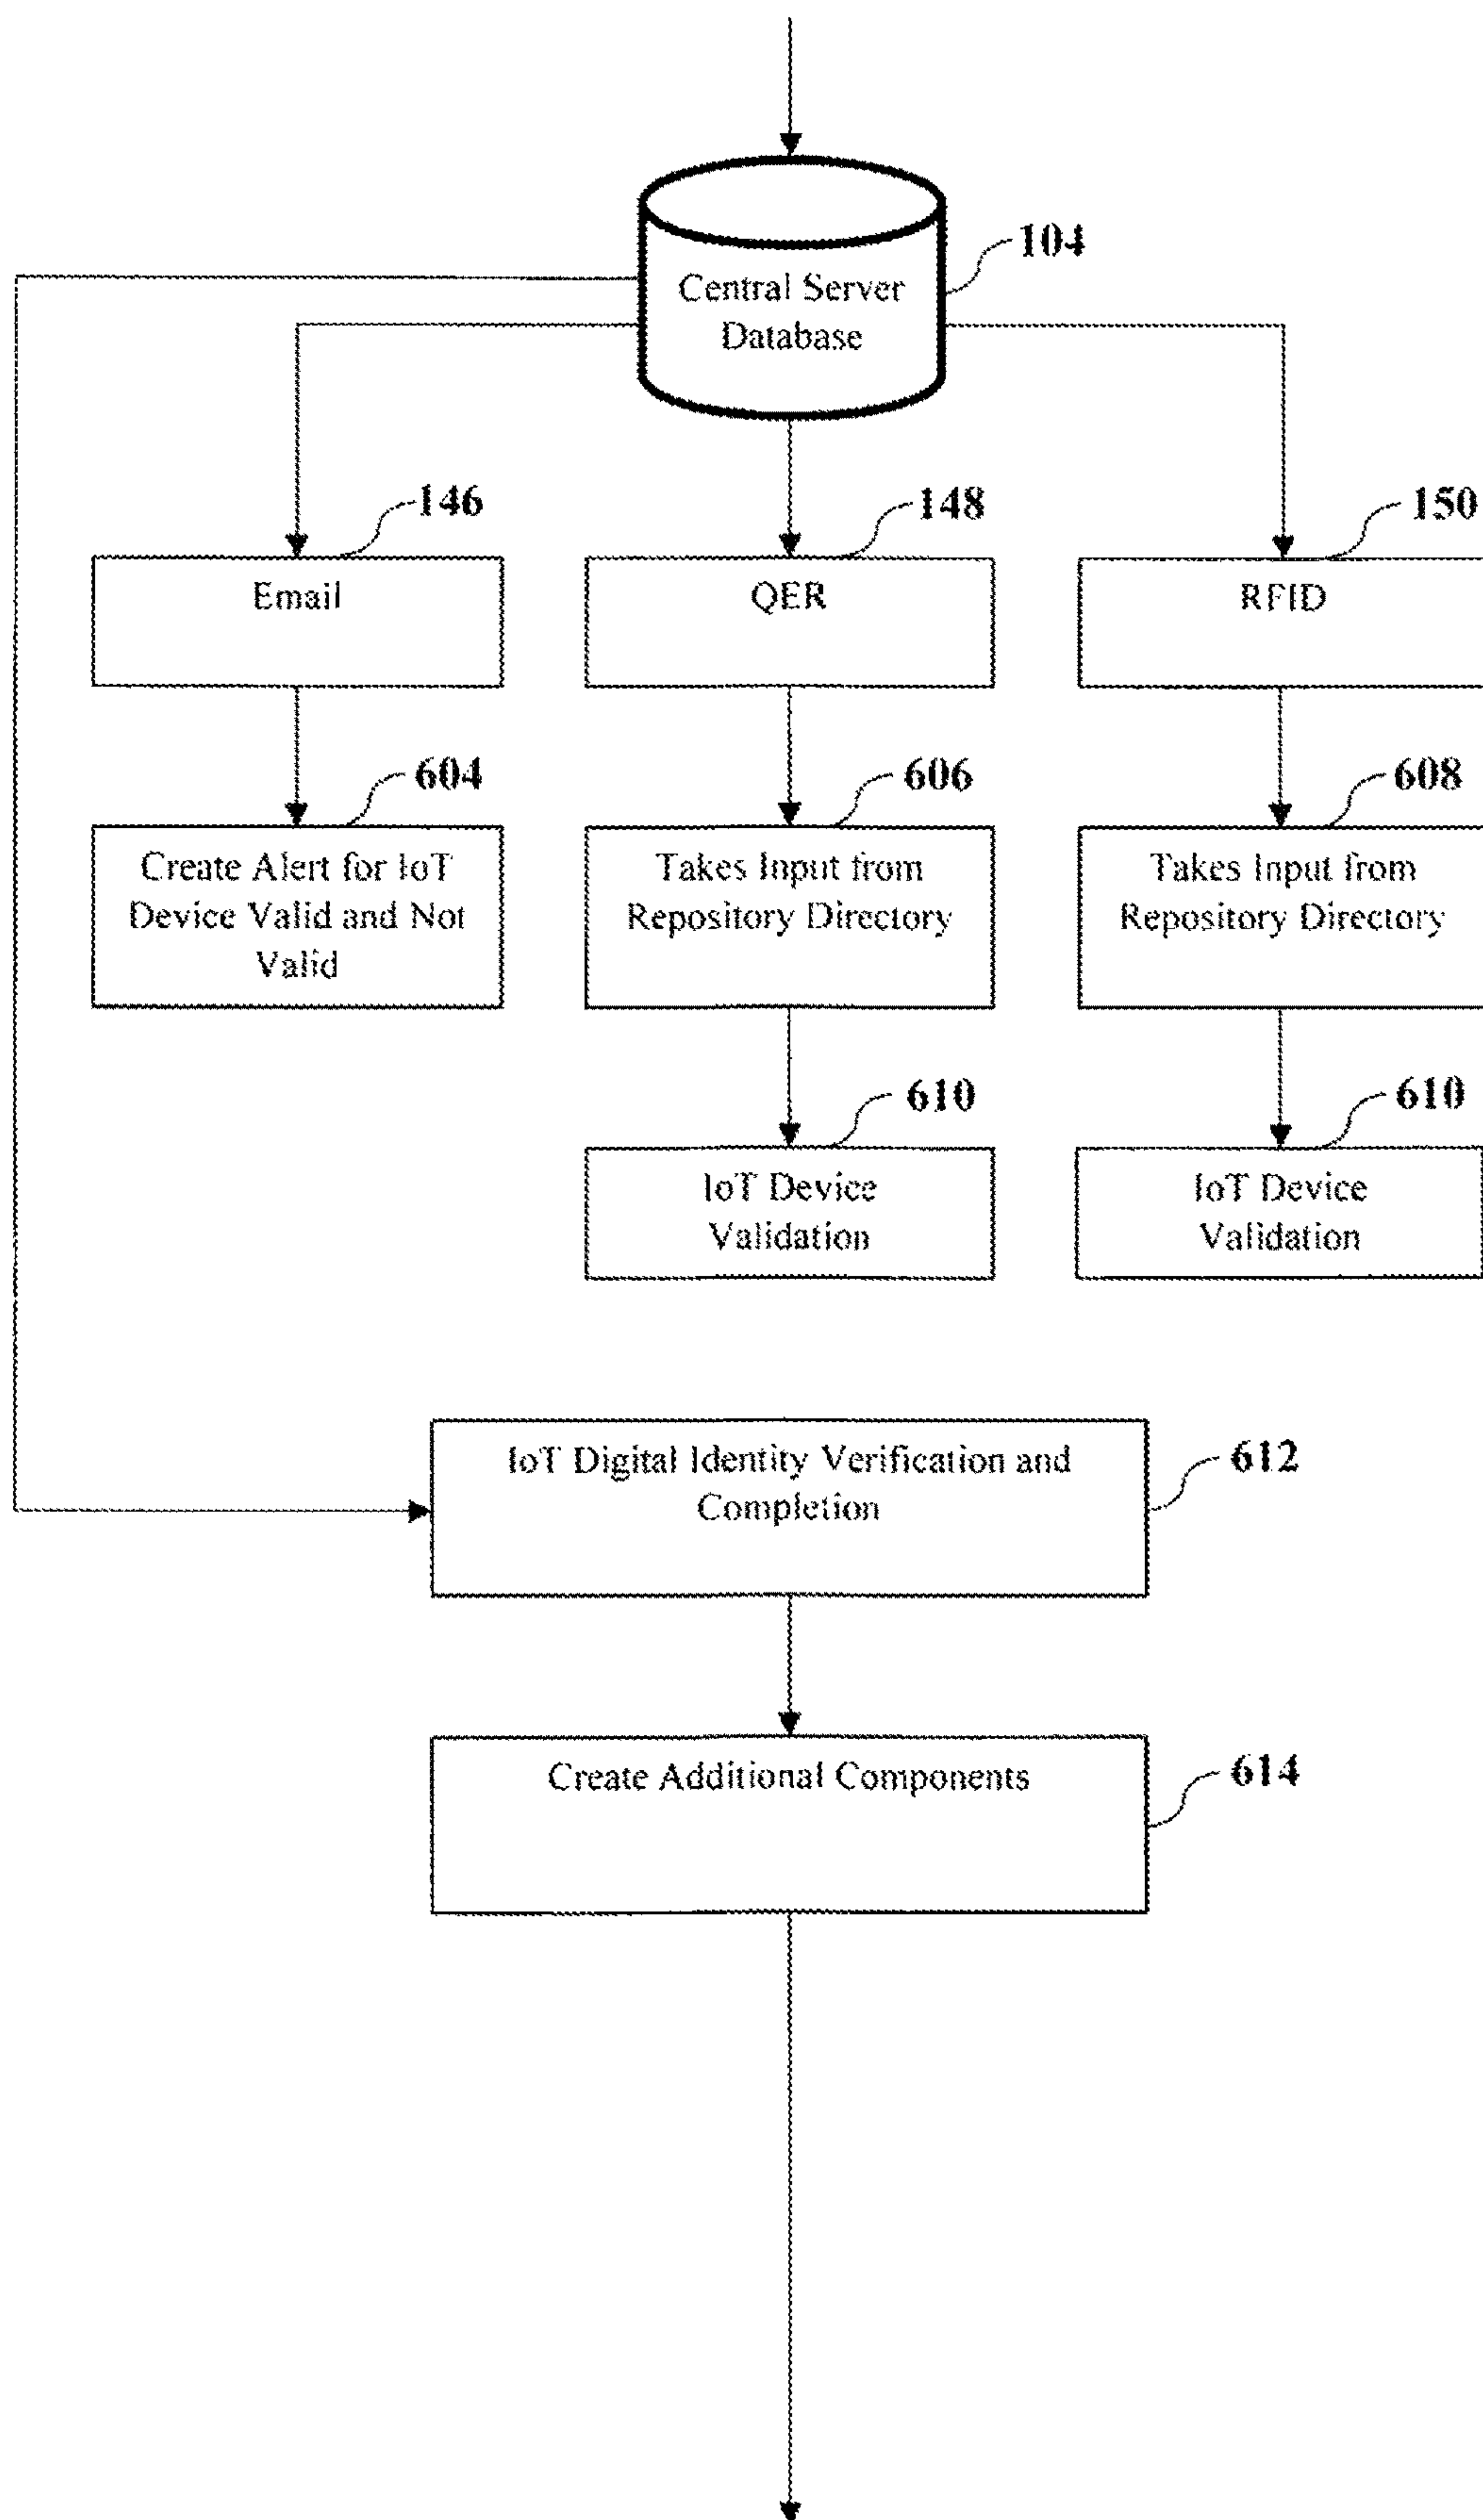 104
Central Server
Database
146
148
150
Email
QER
RFID
604
606
608
Create Alert for IoT
Device Valid and Not
Valid
Takes Input from
Repository Directory
Takes Input from
Repository Directory
610
610
IoT Device
Validation
IoT Device
Validation
IoT Digital Identity Verification and
Completion
612
Create Additional Components
614